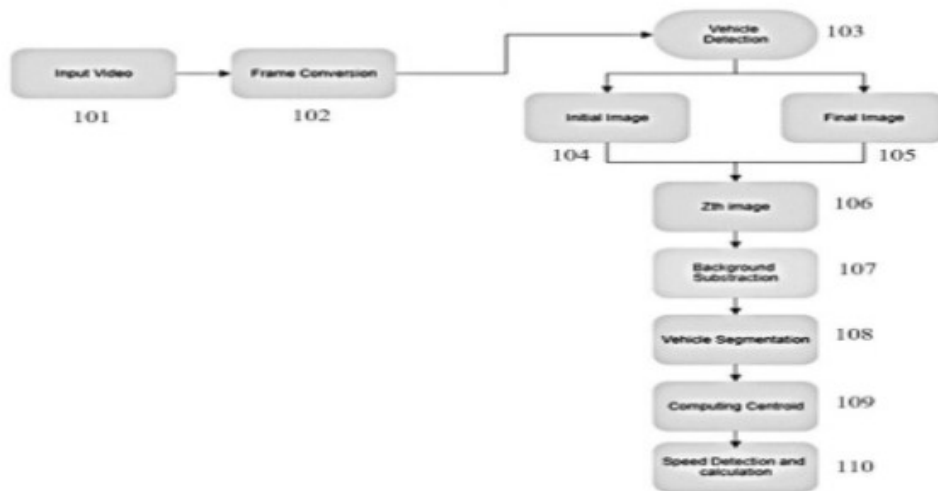 Input Video
101
Frame Conversion
102
Vehicle
Detection
103
Initial Image
104
Final Image
105
Zth image
106
Background
Substraction
107
Vehicle Segmentation
108
Computing Centroid
109
Speed Detection and
calculation
110